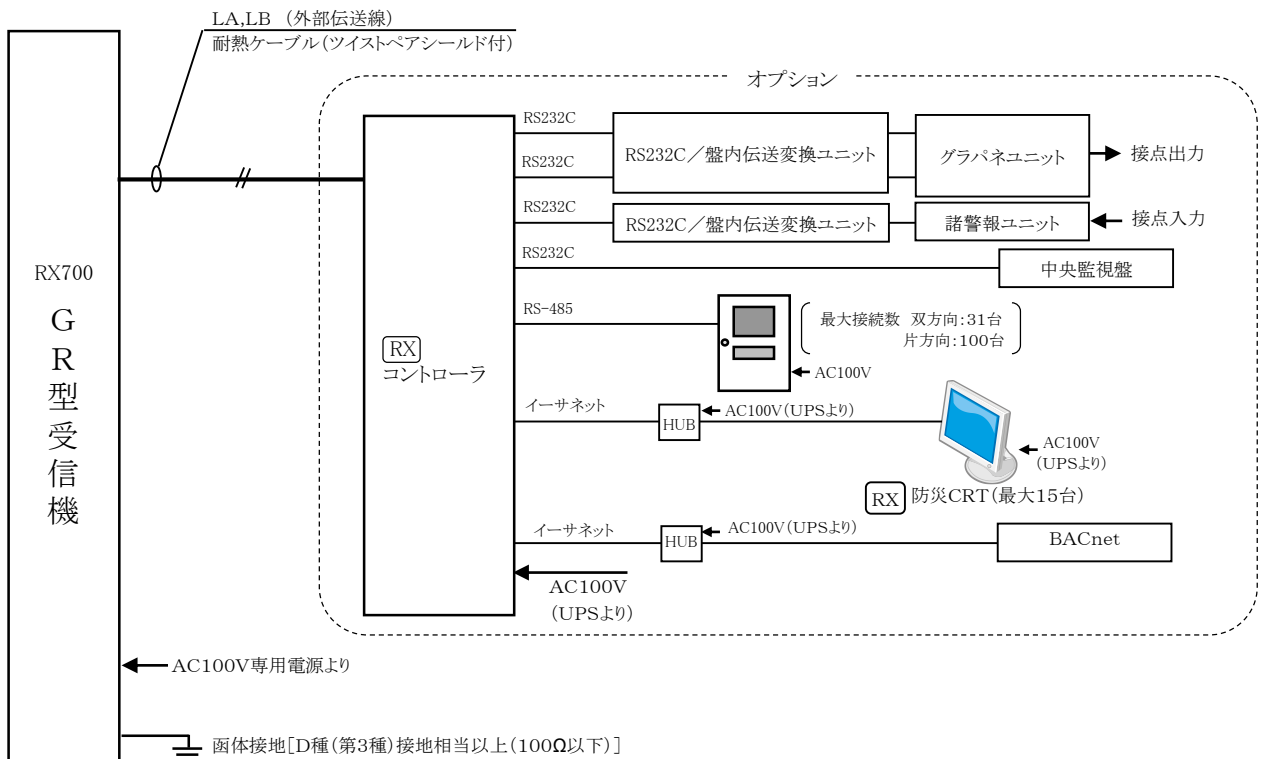 LA,LB （外部伝送線）
耐熱ケーブル（ツイストペアシールド付）
オプション
RS232C
RS232C／盤内伝送変換ユニット
グラパネユニット
接点出力
RS232C
RS232C
RS232C／盤内伝送変換ユニット
諸警報ユニット
接点入力
RS232C
中央監視盤
RX700
GR型受信機
RS-485
最大接続数 双方向：31台
片方向：100台
AC100V
RX
コントローラ
イーサネット
HUB
AC100V（UPSより）
AC100V
（UPSより）
RX 防災CRT（最大15台）
イーサネット
HUB
AC100V（UPSより）
BACnet
AC100V
（UPSより）
AC100V専用電源より
函体接地［D種（第3種）接地相当以上（100Ω以下）］